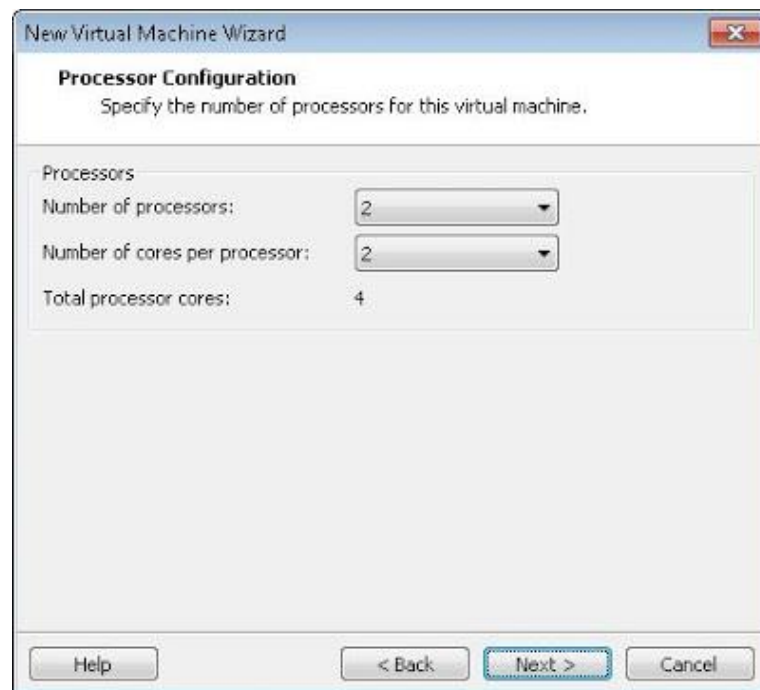 New Virtual Machine Wizard
Processor Configuration
Specify the number of processors for this virtual machine.
Processors
Number of processors: 2
Number of cores per processor: 2
Total processor cores: 4
Help < Back Next > Cancel